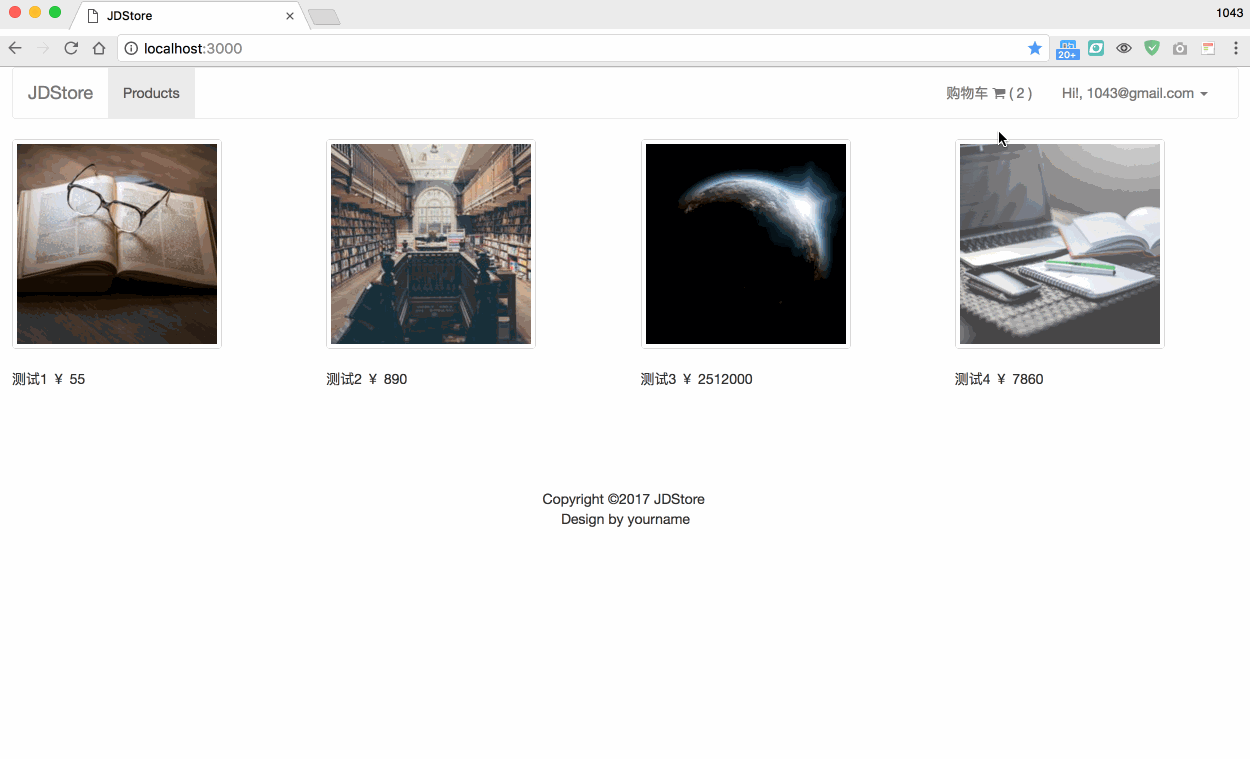 JDStore
1043
localhost:3000
20+
JDStore Products 购物车 ( 2 ) Hi!, 1043@gmail.com
测试1 ￥ 55
测试2 ￥ 890
测试3 ￥ 2512000
测试4 ￥ 7860
Copyright ©2017 JDStore
Design by yourname